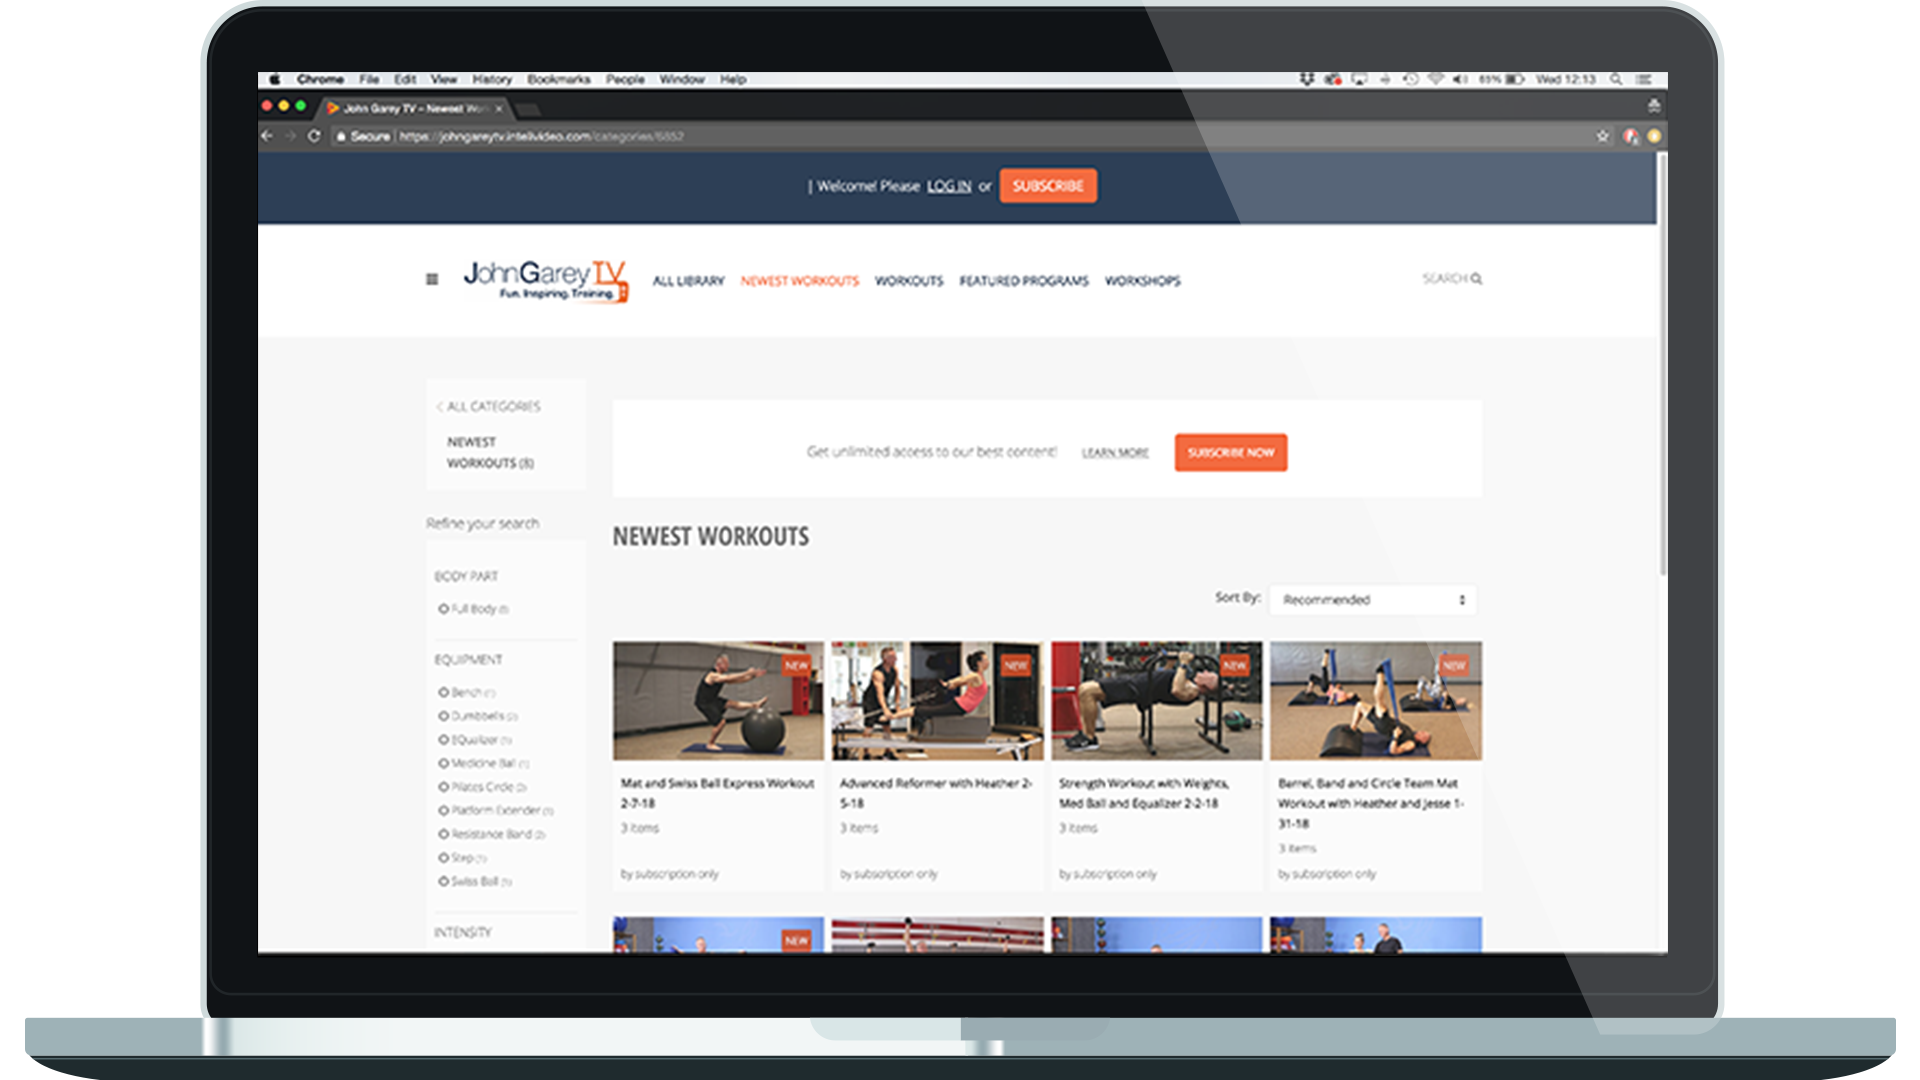 Chrome File Edit View History Bookmarks People Window Help 65% Wed 12:13
John Garey TV - Newest Wor
Secure https://johngareytv.intelivideo.com/categories/6852
| Welcome! Please LOG IN or SUBSCRIBE
JohnGareyTV
Fun. Inspiring. Training.
ALL LIBRARY NEWEST WORKOUTS WORKOUTS FEATURED PROGRAMS WORKSHOPS SEARCH
< ALL CATEGORIES
NEWEST
WORKOUTS (8)
Get unlimited access to our best content! LEARN MORE SUBSCRIBE NOW
Refine your search
NEWEST WORKOUTS
BODY PART
Full Body
Sort By: Recommended
EQUIPMENT
Bench (1)
Dumbbells (2)
EQualizer (1)
Medicine Ball (1)
Pilates Circle (2)
Platform Extender (1)
Resistance Band (2)
Step (1)
Swiss Ball (1)
INTENSITY
NEW
NEW
NEW
NEW
Mat and Swiss Ball Express Workout
2-7-18
3 items
by subscription only
Advanced Reformer with Heather 2-
5-18
3 items
by subscription only
Strength Workout with Weights,
Med Ball and Equalizer 2-2-18
3 items
by subscription only
Barrel, Band and Circle Team Mat
Workout with Heather and Jesse 1-
31-18
3 items
by subscription only
NEW